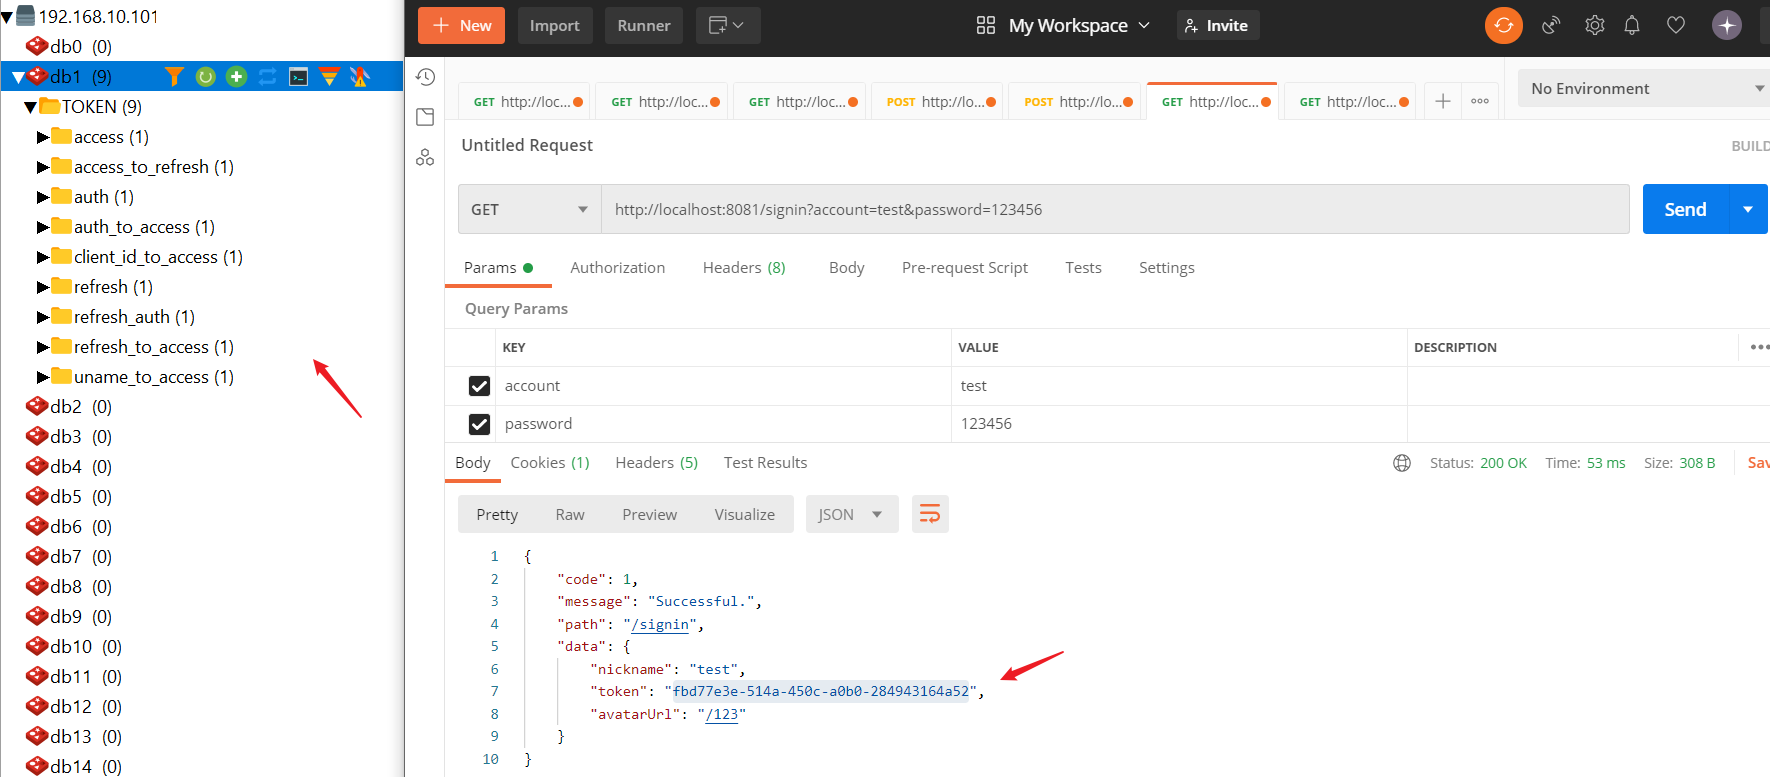 192.168.10.101
db0 (0)
db1 (9)
TOKEN (9)
access (1)
access_to_refresh (1)
auth (1)
auth_to_access (1)
client_id_to_access (1)
refresh (1)
refresh_auth (1)
refresh_to_access (1)
uname_to_access (1)
db2 (0)
db3 (0)
db4 (0)
db5 (0)
db6 (0)
db7 (0)
db8 (0)
db9 (0)
db10 (0)
db11 (0)
db12 (0)
db13 (0)
db14 (0)
+ New Import Runner My Workspace Invite
GET http://loc... GET http://loc... GET http://loc... POST http://lo... POST http://lo... GET http://loc... GET http://loc... + ••• No Environment
Untitled Request BUILD
GET http://localhost:8081/signin?account=test&password=123456 Send
Params Authorization Headers (8) Body Pre-request Script Tests Settings
Query Params
KEY VALUE DESCRIPTION •••
account test
password 123456
Body Cookies (1) Headers (5) Test Results Status: 200 OK Time: 53 ms Size: 308 B Sav
Pretty Raw Preview Visualize JSON
1 {
2 "code": 1,
3 "message": "Successful.",
4 "path": "/signin",
5 "data": {
6 "nickname": "test",
7 "token": "fbd77e3e-514a-450c-a0b0-284943164a52",
8 "avatarUrl": "/123"
9 }
10 }